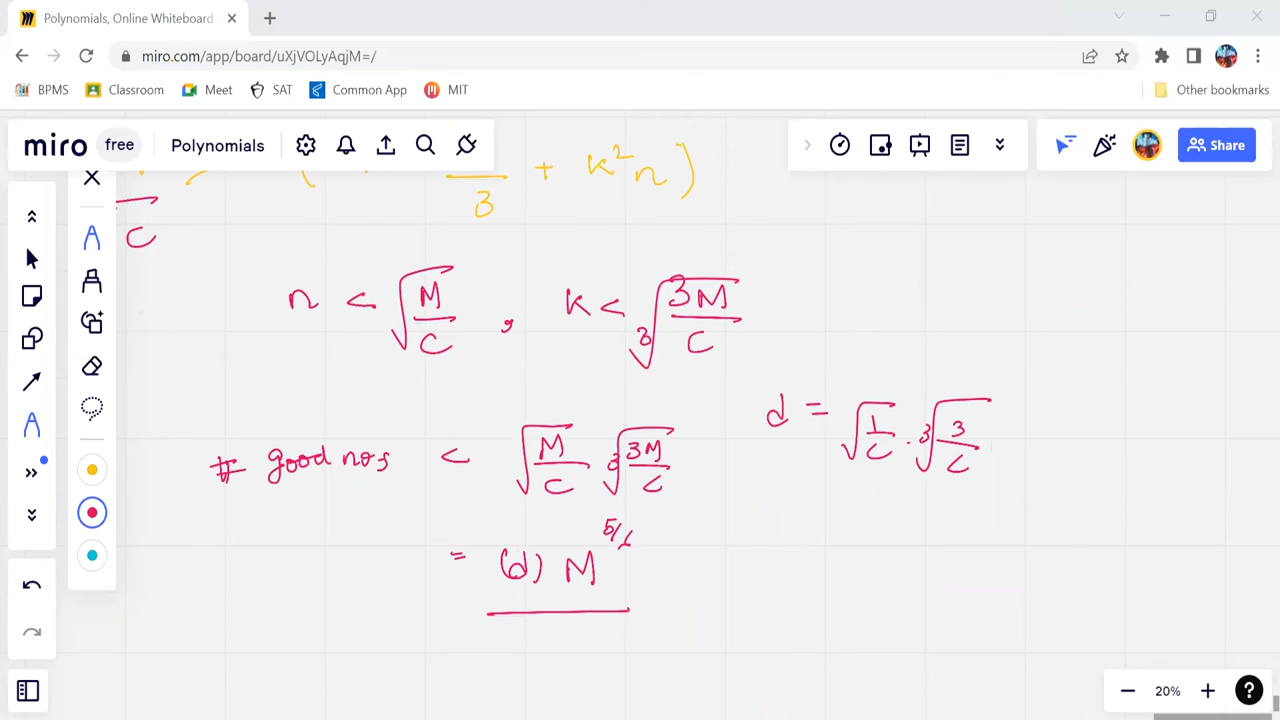 Polynomials, Online Whiteboard
miro.com/app/board/uXjVOLyAqjM=/
BPMS Classroom Meet SAT Common App MIT Other bookmarks
miro free Polynomials Share
3 + k²n)
C
n < √(M/C) , k < ∛(3M/C)
d = √(1/C) · ∛(3/C)
# good nos < √(M/C) ∛(3M/C)
= (d) M^5/6
20%